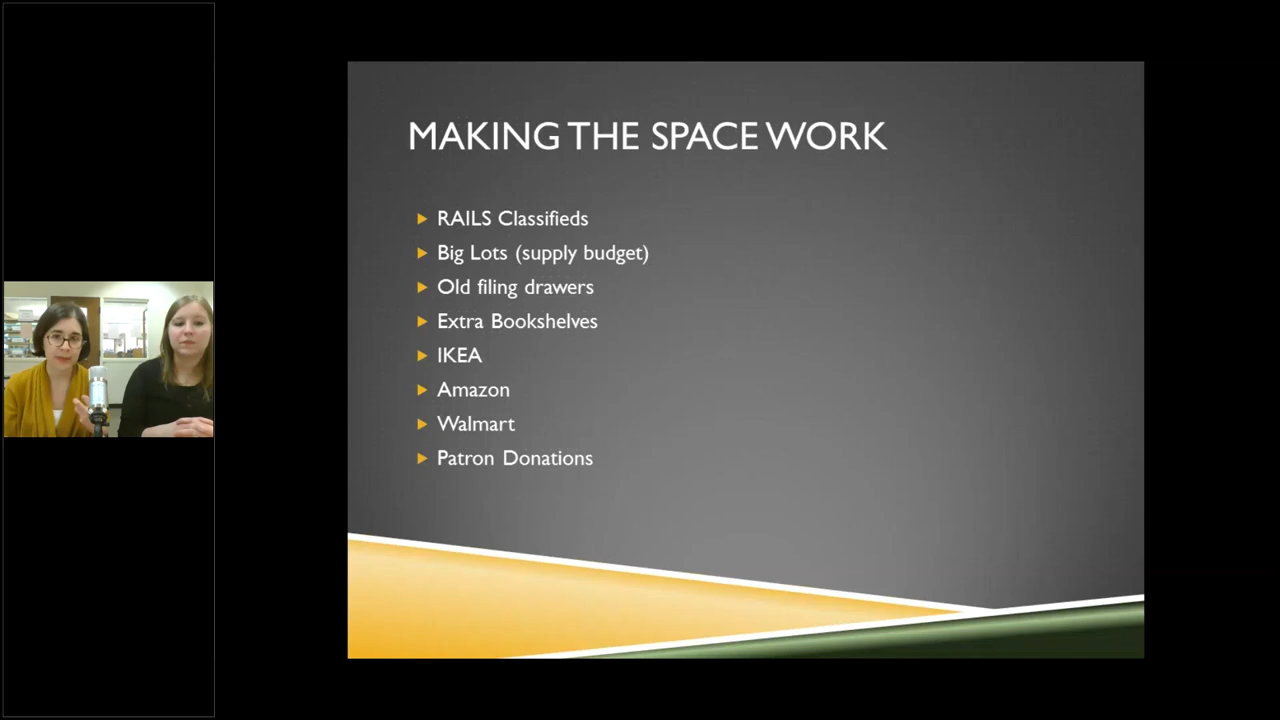 MAKING THE SPACE WORK
RAILS Classifieds
Big Lots (supply budget)
Old filing drawers
Extra Bookshelves
IKEA
Amazon
Walmart
Patron Donations